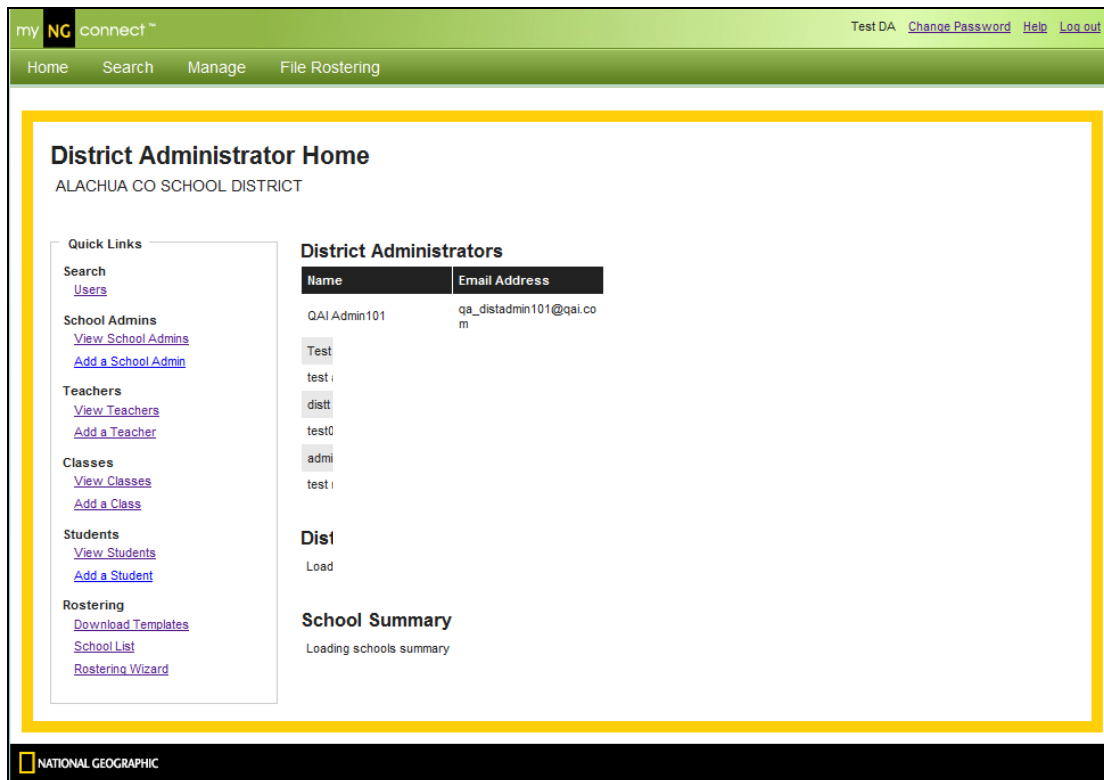 my NG connect™
Test DA Change Password Help Log out
Home Search Manage File Rostering
District Administrator Home
ALACHUA CO SCHOOL DISTRICT
Quick Links
Search
Users
School Admins
View School Admins
Add a School Admin
Teachers
View Teachers
Add a Teacher
Classes
View Classes
Add a Class
Students
View Students
Add a Student
Rostering
Download Templates
School List
Rostering Wizard
District Administrators
Name Email Address
QAI Admin101 qa_distadmin101@qai.co
m
Test
test
distt
test0
admi
test
Dist
Load
School Summary
Loading schools summary
NATIONAL GEOGRAPHIC